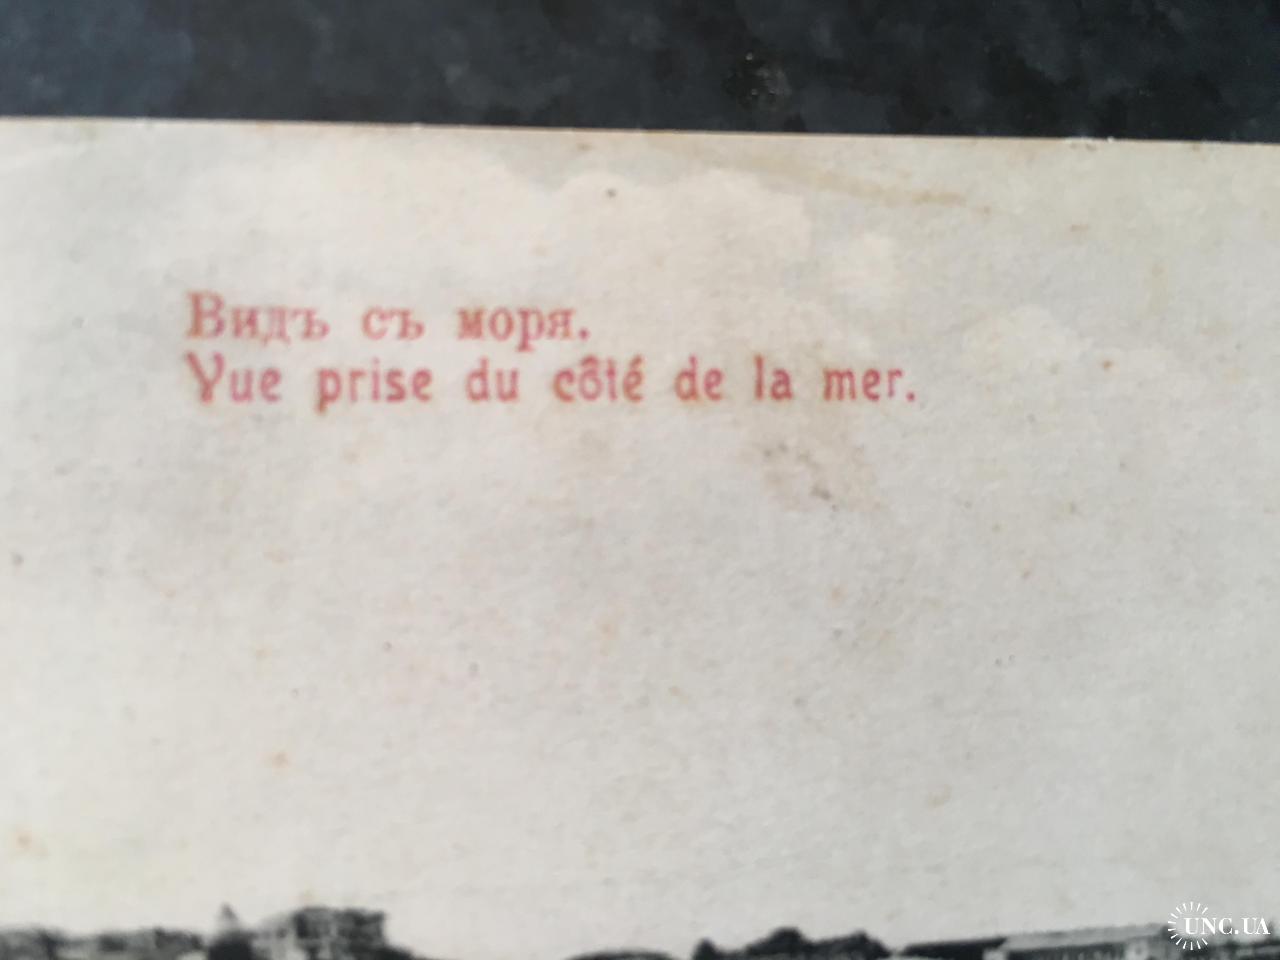 Видъ съ моря.
Vue prise du côté de la mer.
UNC.UA